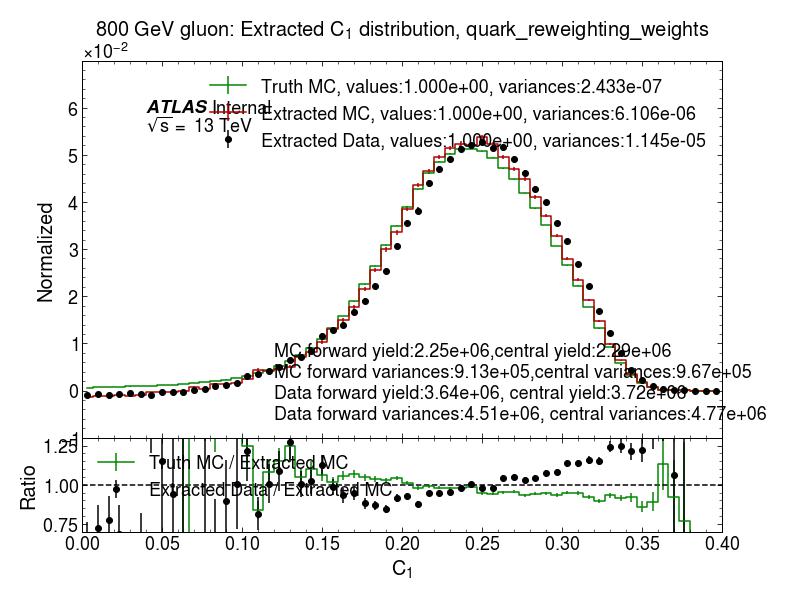 800 GeV gluon: Extracted C₁ distribution, quark_reweighting_weights
×10⁻²
Truth MC, values:1.000e+00, variances:2.433e-07
ATLAS Internal
Extracted MC, values:1.000e+00, variances:6.106e-06
√s = 13 TeV
Extracted Data, values:1.000e+00, variances:1.145e-05
6
5
4
3
2
1
0
Normalized
MC forward yield:2.25e+06,central yield:2.29e+06
MC forward variances:9.13e+05,central variances:9.67e+05
Data forward yield:3.64e+06, central yield:3.72e+06
Data forward variances:4.51e+06, central variances:4.77e+06
1.25
1.00
0.75
Ratio
Truth MC / Extracted MC
Extracted Data / Extracted MC
0.00 0.05 0.10 0.15 0.20 0.25 0.30 0.35 0.40
C₁